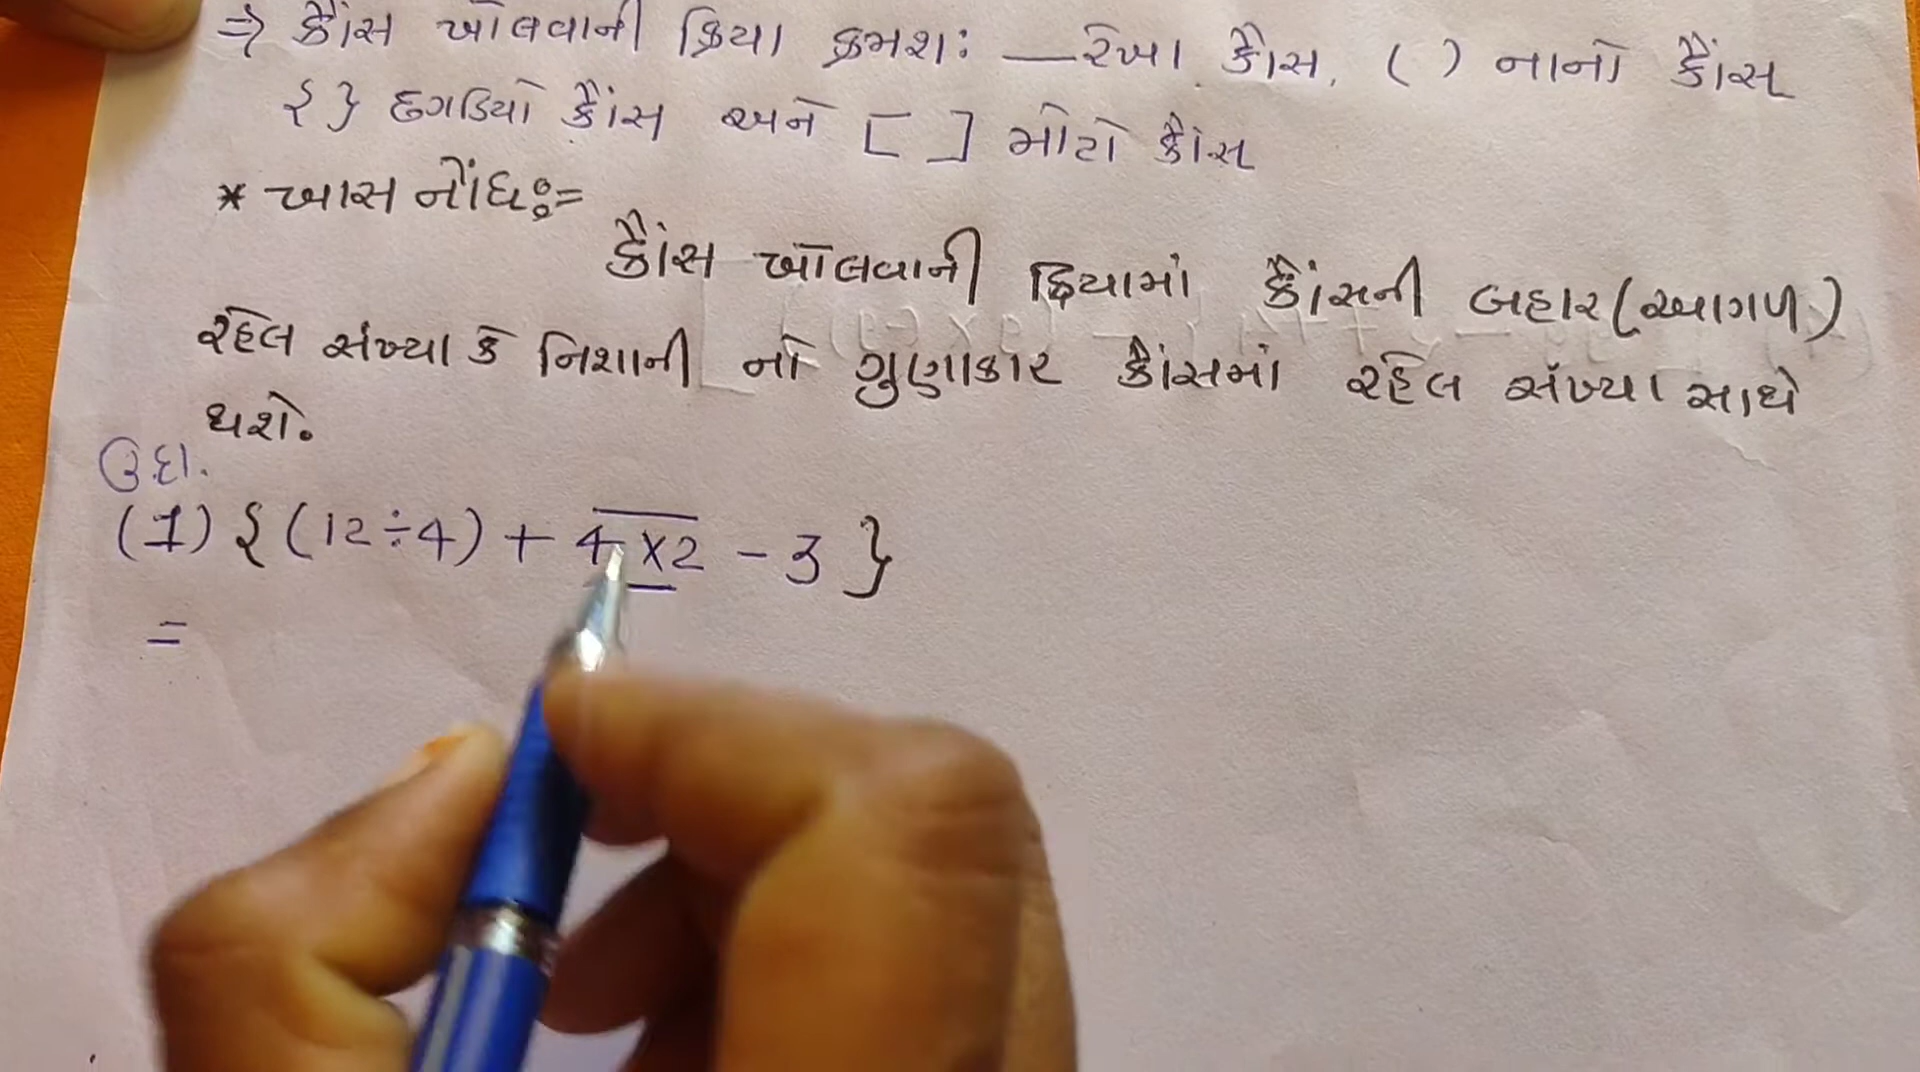 ⇒ કૌંસ ખોલવાની ક્રિયા ક્રમશઃ — રેખા કૌંસ, ( ) નાનો કૌંસ
{ } છગડિયો કૌંસ અને [ ] મોટો કૌંસ
* ખાસ નોંધઃ=
કૌંસ ખોલવાની ક્રિયામાં કૌંસની બહાર (આગળ)
રહેલ સંખ્યા કે નિશાની નો ગુણાકાર કૌંસમાં રહેલ સંખ્યા સાથે
થશે.
ઉદા.
(1) { (12÷4) + 4̅ ̅×̅2̅ - 3 }
=